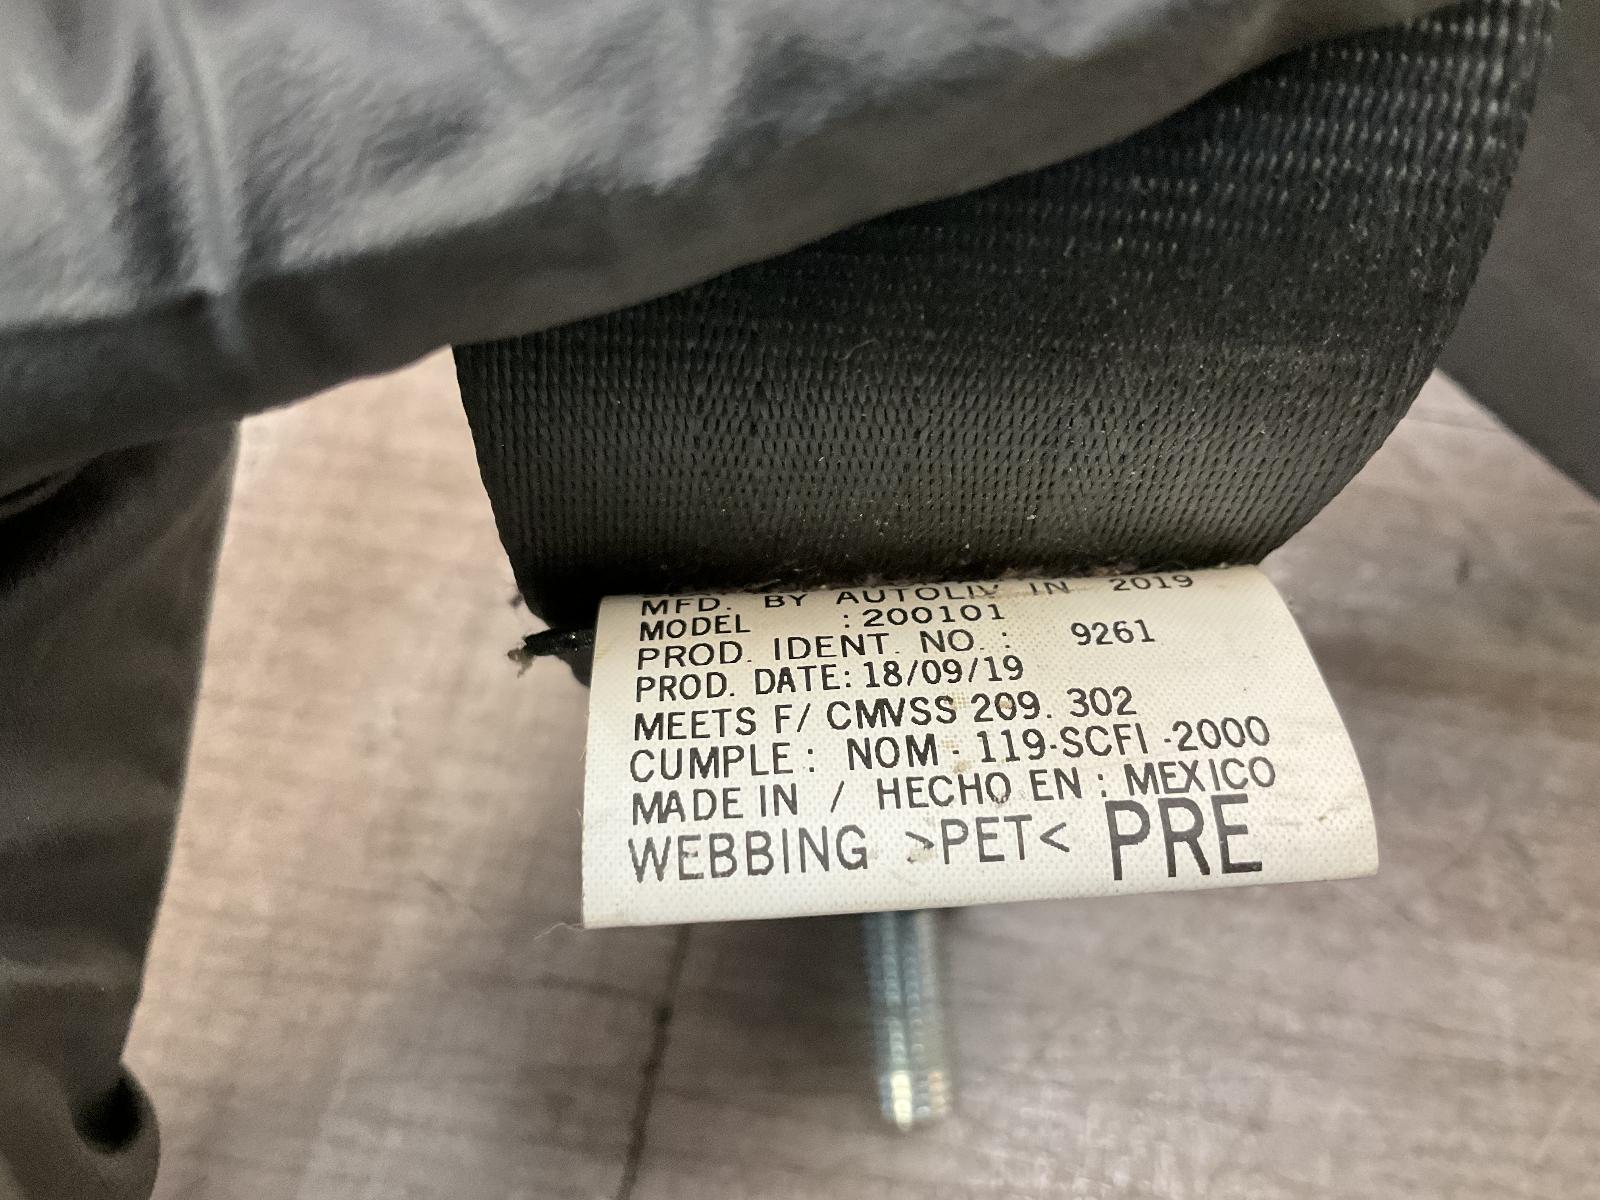 MFD. BY AUTOLIV IN 2019
MODEL :200101
PROD. IDENT. NO. : 9261
PROD. DATE: 18/09/19
MEETS F/ CMVSS 209. 302
CUMPLE : NOM - 119-SCFI -2000
MADE IN / HECHO EN : MEXICO
WEBBING >PET< PRE